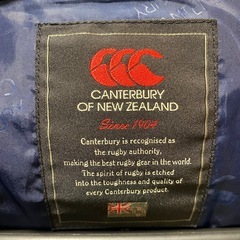 CANTERBURY
OF NEW ZEALAND
Since 1904
Canterbury is recognised as
the rugby authority,
making the best rugby gear in the world.
The spirit of rugby is etched
into the toughness and quality of
every Canterbury product.